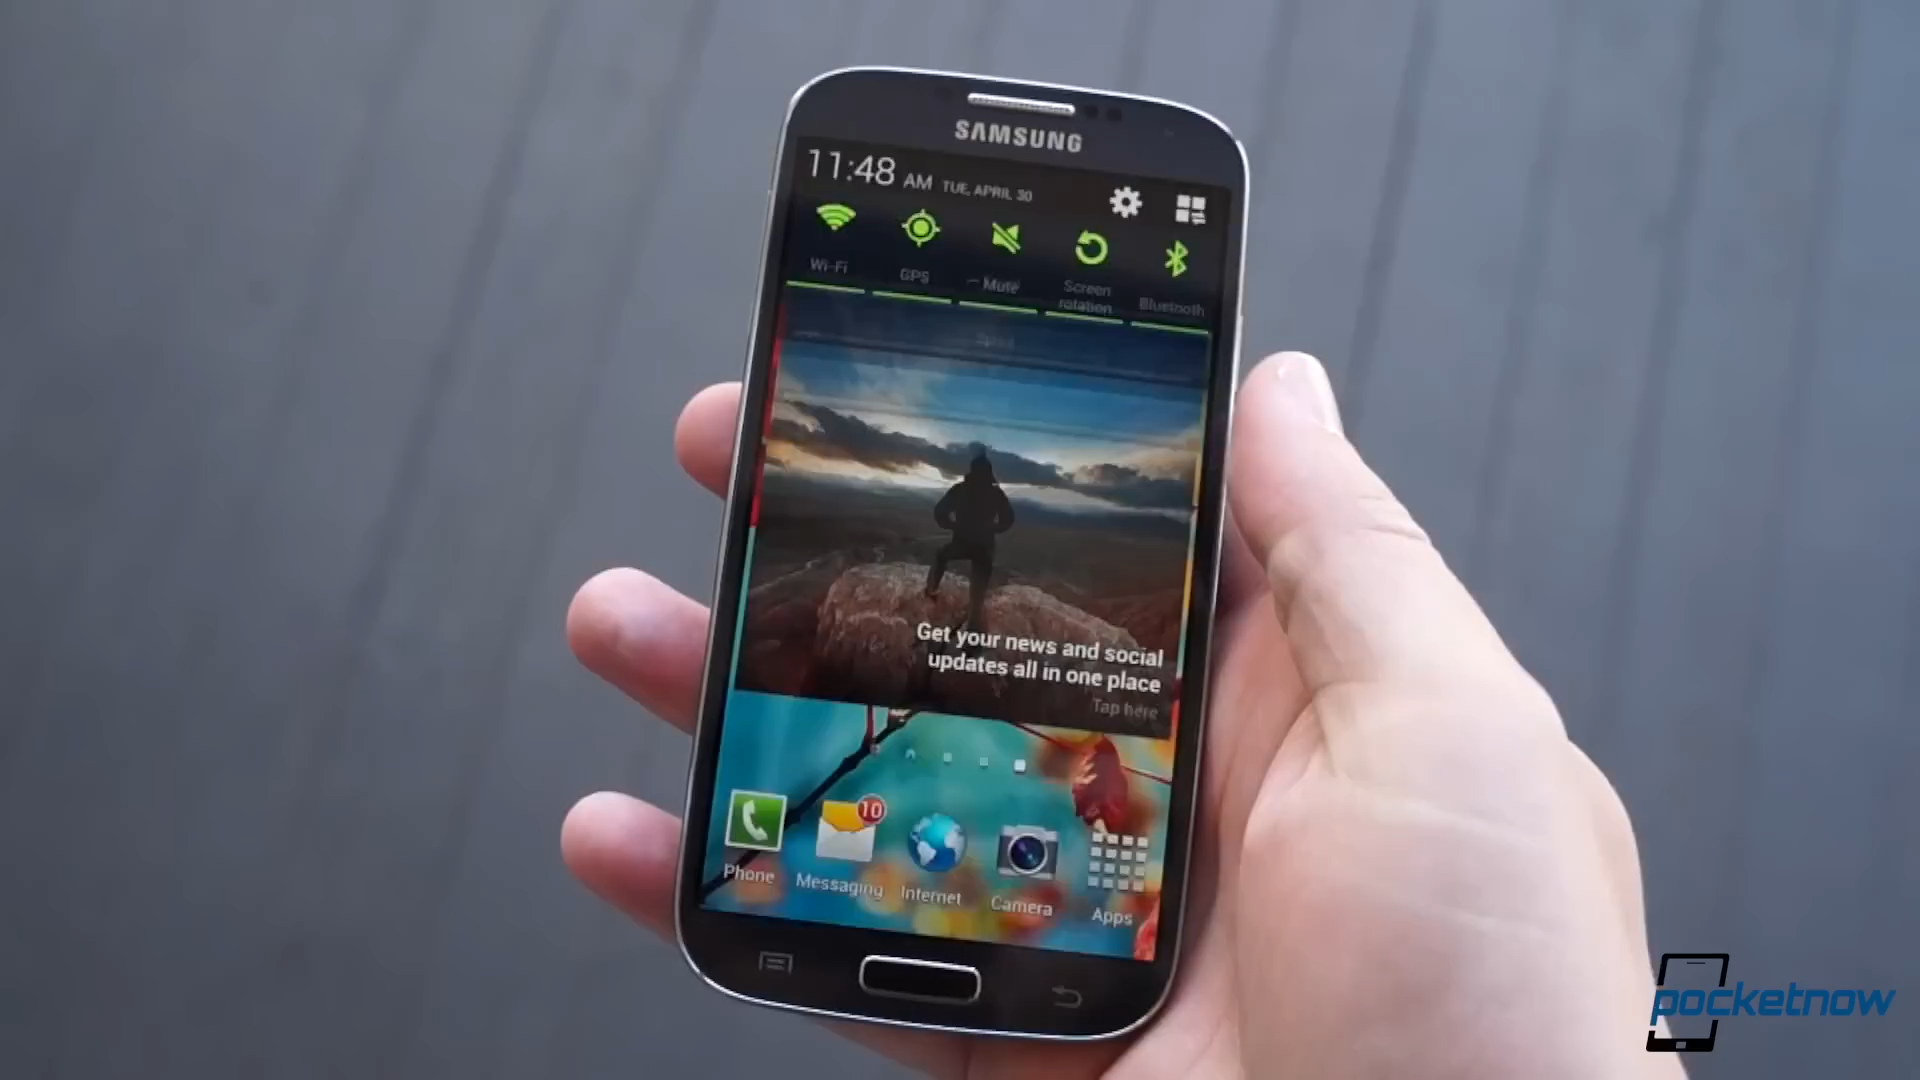 SAMSUNG
11:48 AM TUE, APRIL 30
Wi-Fi
GPS
Mute
Screen
rotation
Bluetooth
Get your news and social
updates all in one place
Tap here
10
Phone
Messaging
Internet
Camera
Apps
pocketnow